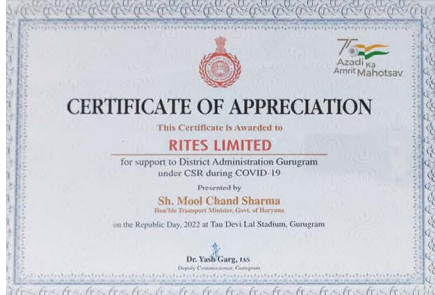 75
Azadi Ka
Amrit Mahotsav
CERTIFICATE OF APPRECIATION
This Certificate is Awarded to
RITES LIMITED
for support to District Administration Gurugram
under CSR during COVID-19
Presented by
Sh. Mool Chand Sharma
Hon'ble Transport Minister, Govt. of Haryana
on the Republic Day, 2022 at Tau Devi Lal Stadium, Gurugram
Dr. Yash Garg, IAS
Deputy Commissioner, Gurugram